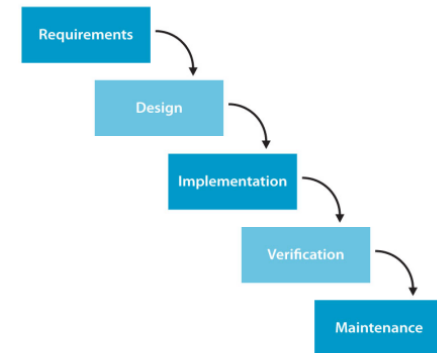 Requirements
Design
Implementation
Verification
Maintenance